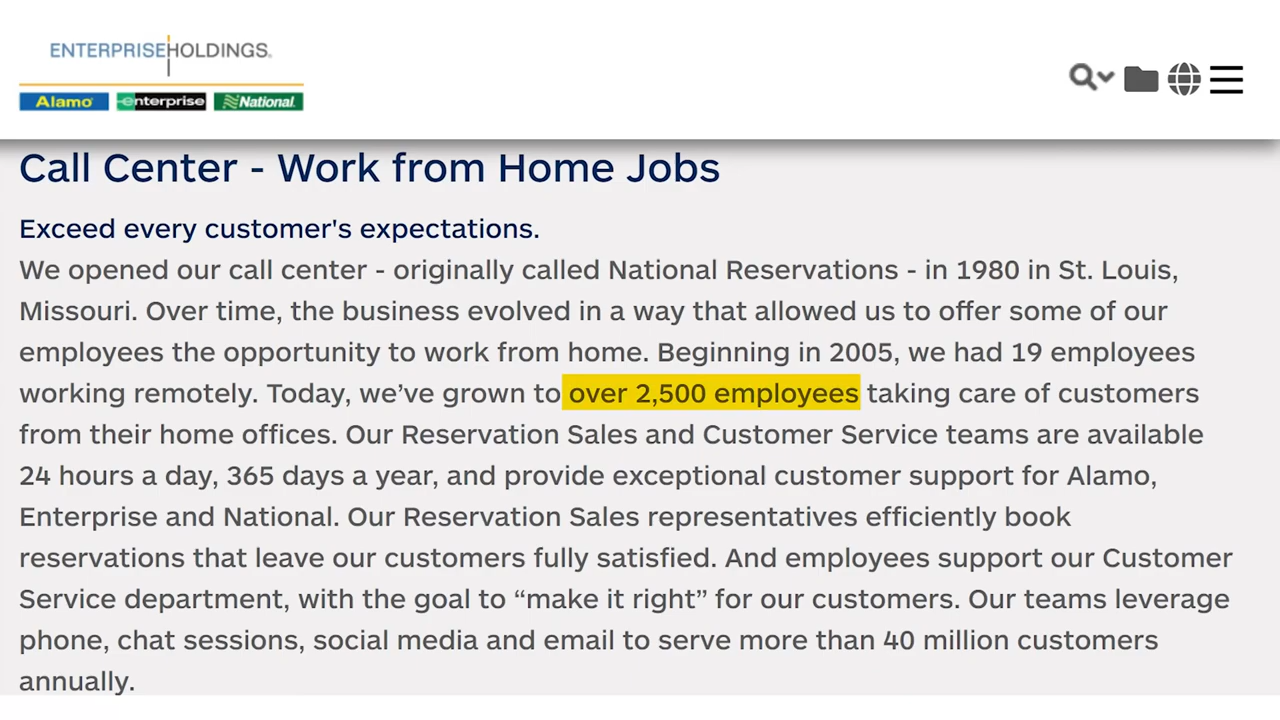 ENTERPRISE HOLDINGS.
Alamo enterprise National.
Call Center - Work from Home Jobs
Exceed every customer's expectations.
We opened our call center - originally called National Reservations - in 1980 in St. Louis,
Missouri. Over time, the business evolved in a way that allowed us to offer some of our
employees the opportunity to work from home. Beginning in 2005, we had 19 employees
working remotely. Today, we’ve grown to over 2,500 employees taking care of customers
from their home offices. Our Reservation Sales and Customer Service teams are available
24 hours a day, 365 days a year, and provide exceptional customer support for Alamo,
Enterprise and National. Our Reservation Sales representatives efficiently book
reservations that leave our customers fully satisfied. And employees support our Customer
Service department, with the goal to “make it right” for our customers. Our teams leverage
phone, chat sessions, social media and email to serve more than 40 million customers
annually.